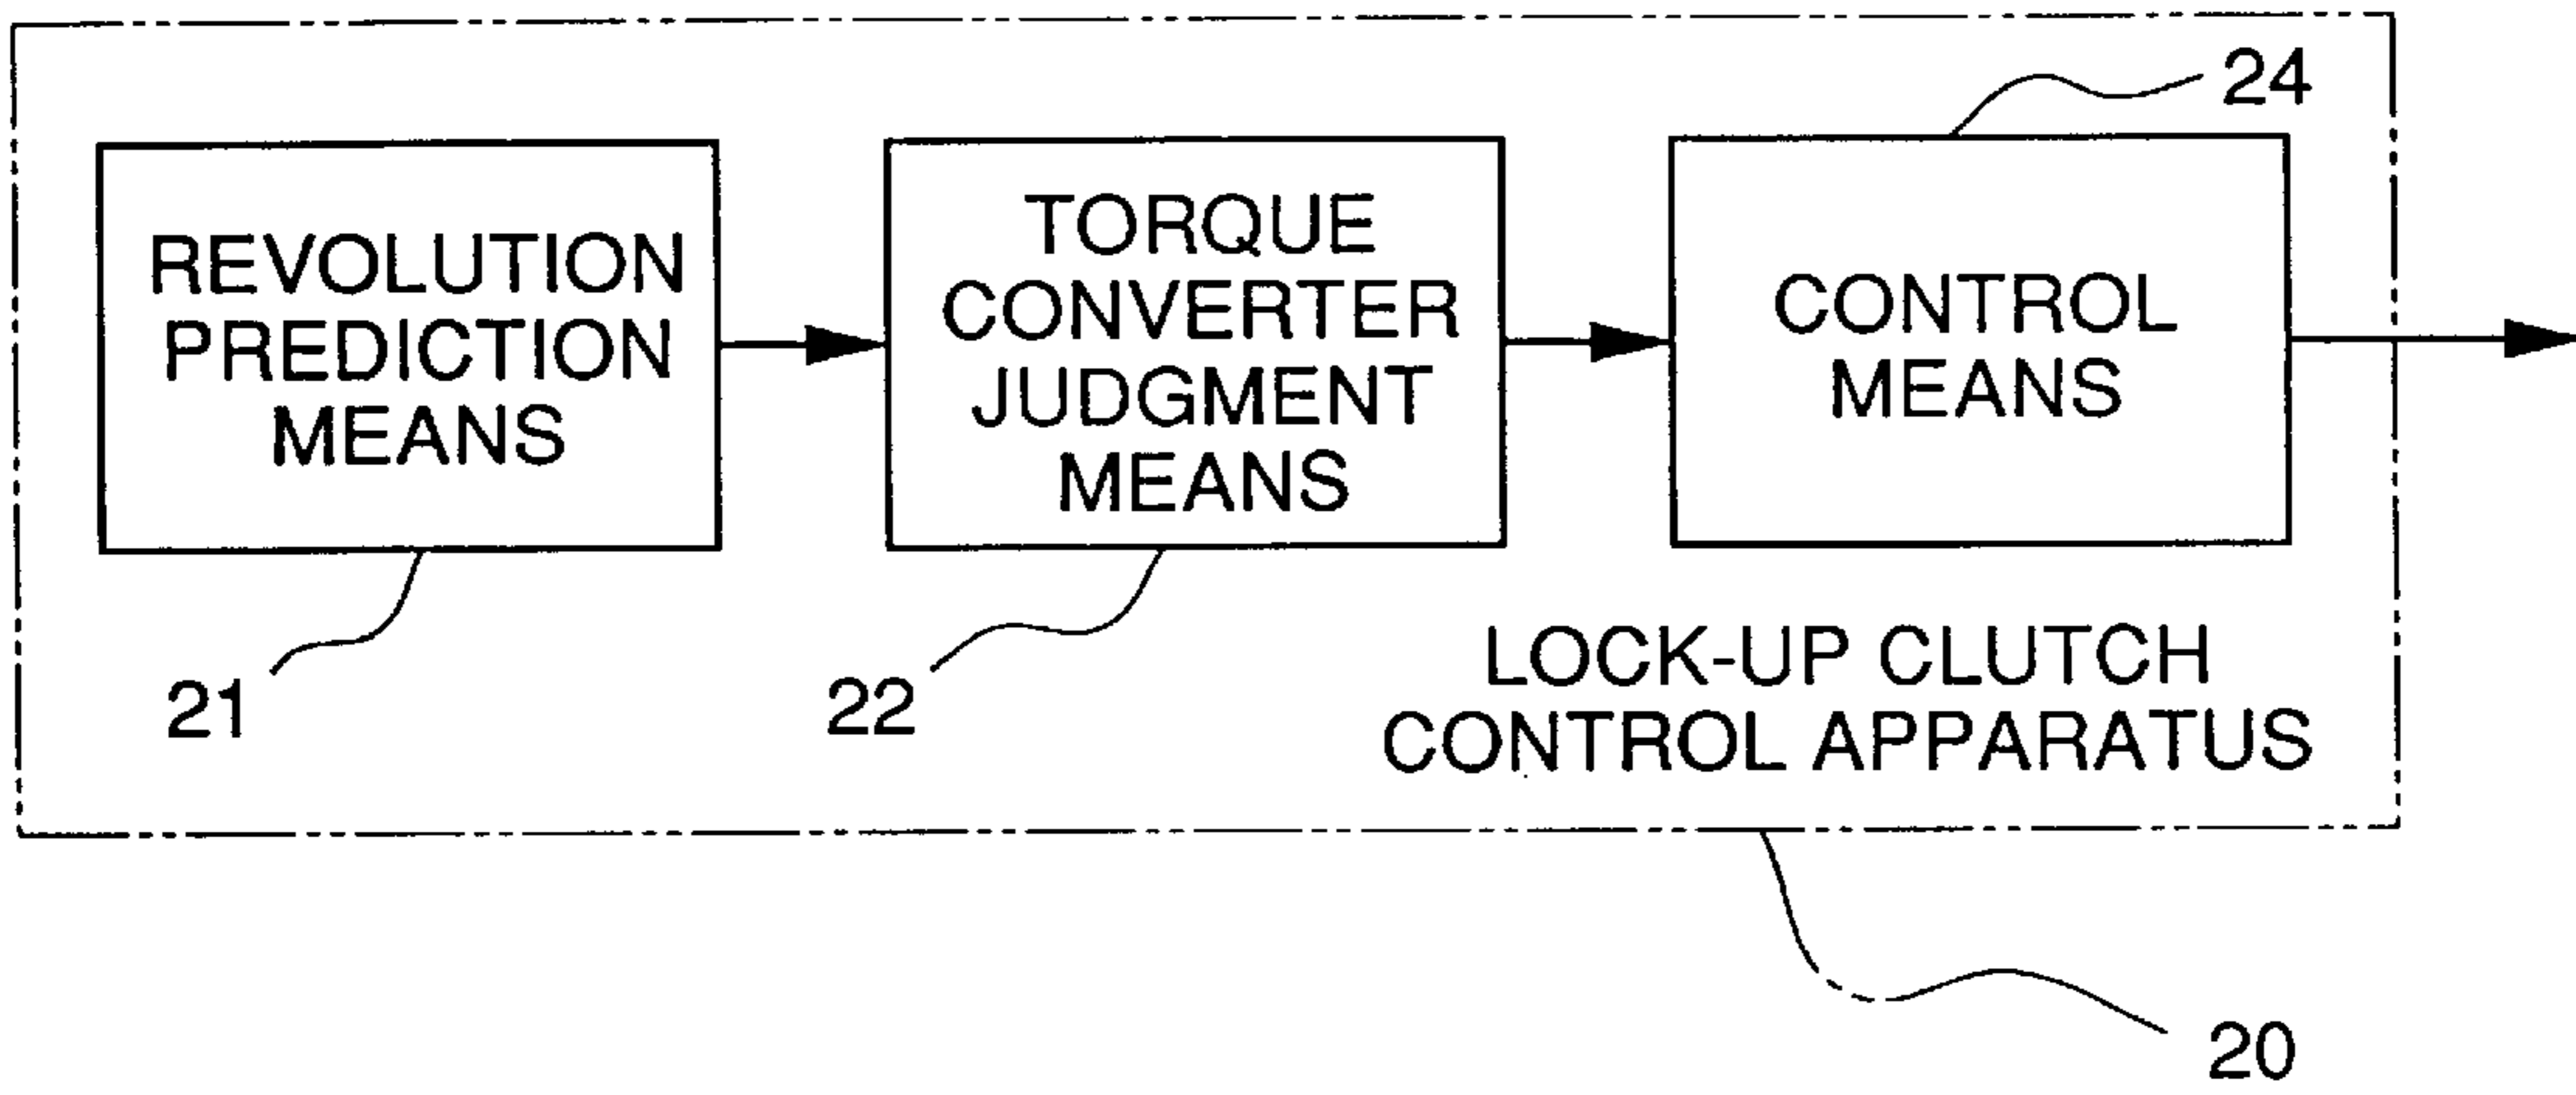 24
REVOLUTION
PREDICTION
MEANS
TORQUE
CONVERTER
JUDGMENT
MEANS
CONTROL
MEANS
21
22
LOCK-UP CLUTCH
CONTROL APPARATUS
20